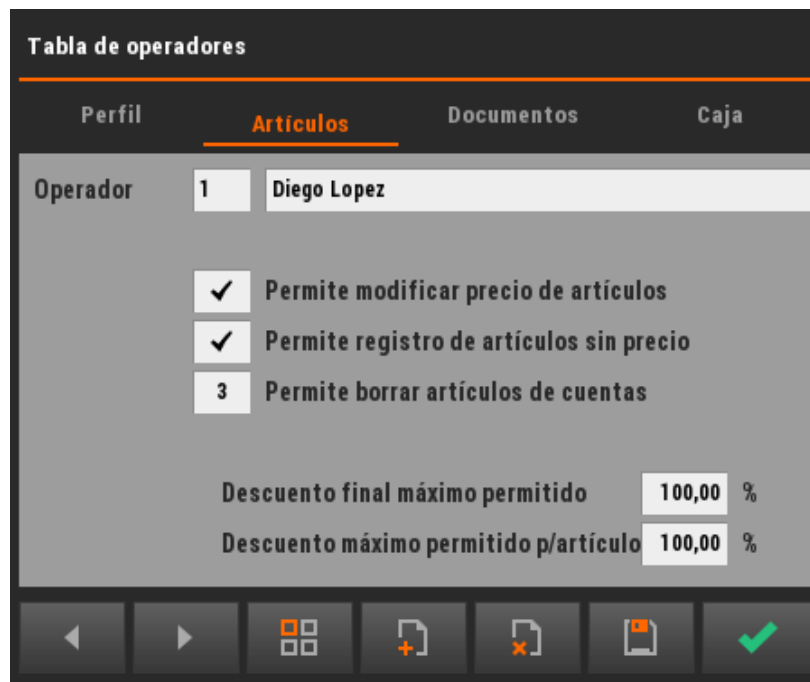 Tabla de operadores
Perfil Artículos Documentos Caja
Operador 1 Diego Lopez
Permite modificar precio de artículos
Permite registro de artículos sin precio
3 Permite borrar artículos de cuentas
Descuento final máximo permitido 100,00 %
Descuento máximo permitido p/artículo 100,00 %